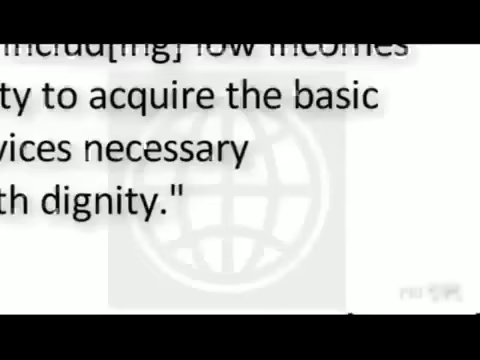 includ[ing] low incomes
ty to acquire the basic
vices necessary
th dignity."